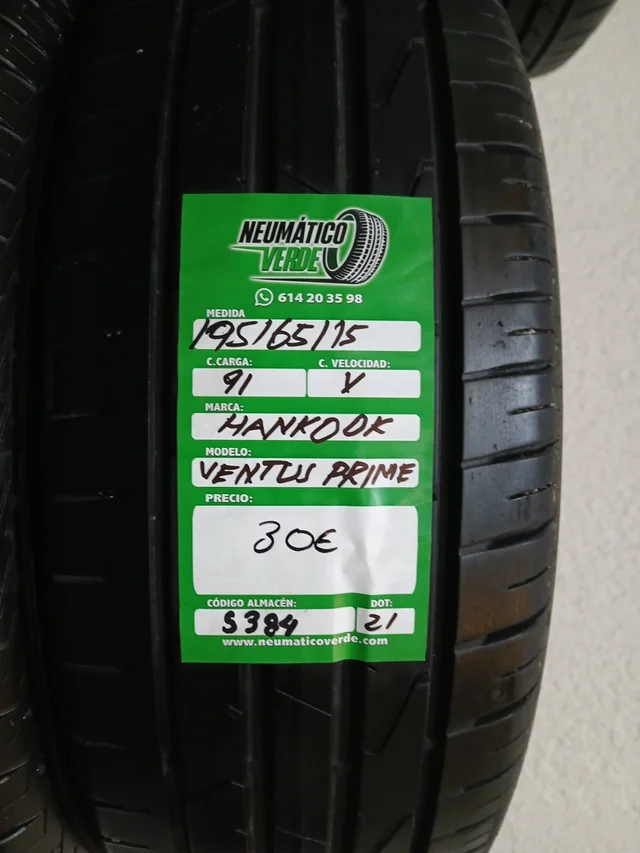 NEUMÁTICO
VERDE
614 20 35 98
MEDIDA
195/65/15
C.CARGA: C. VELOCIDAD:
91 V
MARCA:
HANKOOK
MODELO:
VENTUS PRIME
PRECIO:
30€
CÓDIGO ALMACÉN: DOT:
S384 21
www.neumaticoverde.com